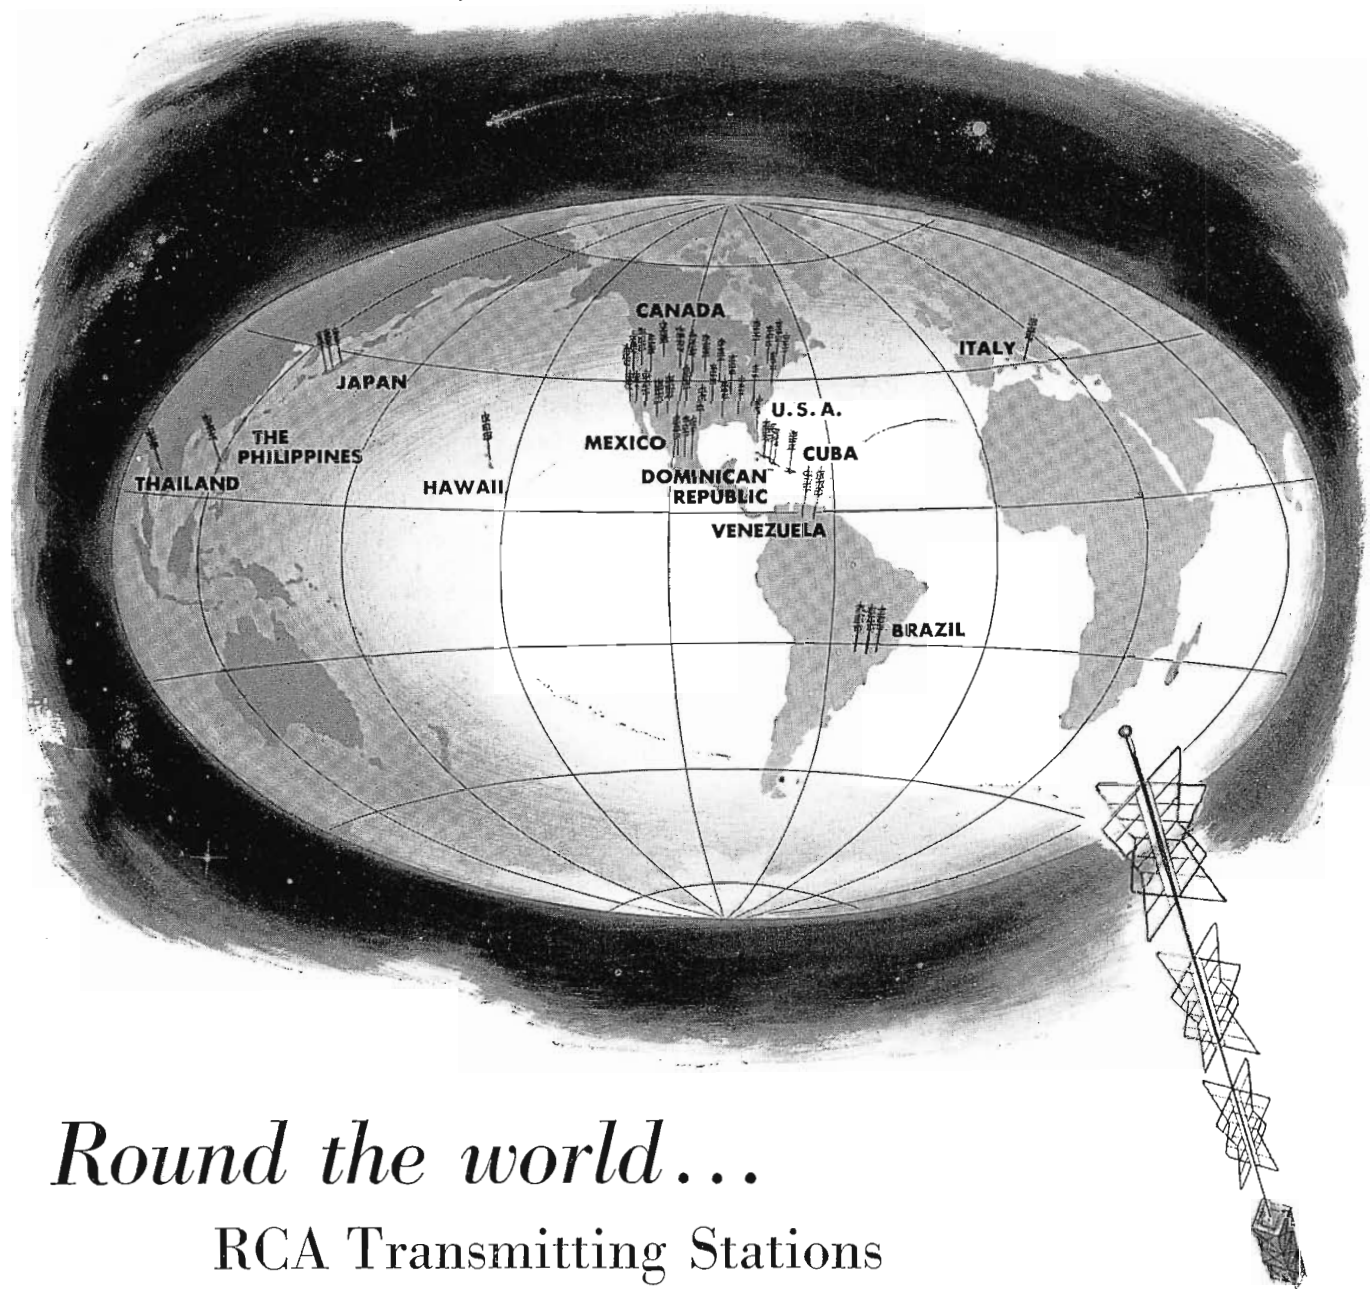 CANADA
ITALY
JAPAN
U.S.A.
THE
PHILIPPINES
MEXICO
CUBA
THAILAND
HAWAII
DOMINICAN
REPUBLIC
VENEZUELA
BRAZIL
Round the world...
RCA Transmitting Stations